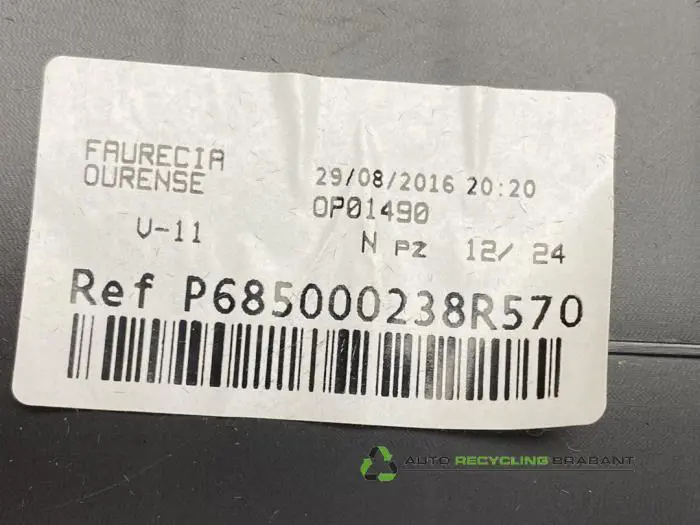 FAURECIA
OURENSE
29/08/2016 20:20
OP01490
V-11
N pz 12/ 24
Ref P685000238R570
AUTO RECYCLING BRABANT